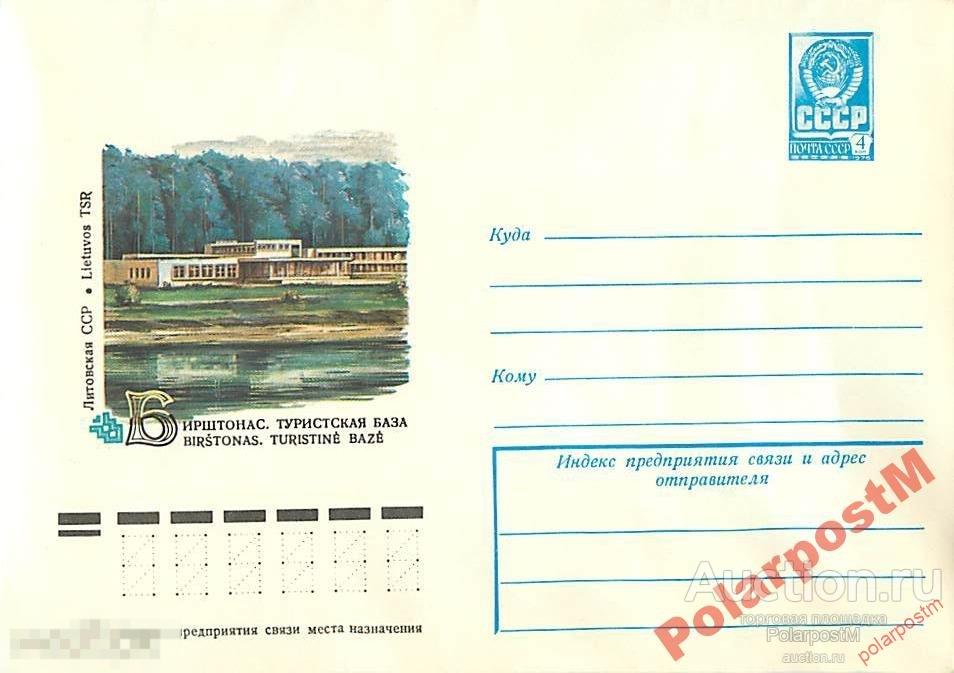 СССР
ПОЧТА СССР 4 КОП
Литовская ССР • Lietuvos TSR
БИРШТОНАС. ТУРИСТСКАЯ БАЗА
BIRŠTONAS. TURISTINĖ BAZĖ
Куда
Кому
Индекс предприятия связи и адрес
отправителя
предприятия связи места назначения
PolarpostM
Auction.ru
торговая площадка
PolarpostM
auction.ru
polarpostm